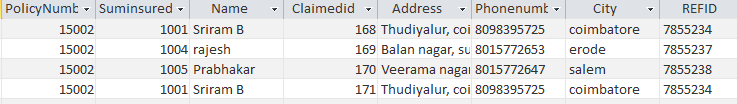 PolicyNumb Suminsured Name Claimedid Address Phonenumb City REFID
15002 1001 Sriram B 168 Thudiyalur, coi 8098395725 coimbatore 7855234
15002 1004 rajesh 169 Balan nagar, su 8015772653 erode 7855237
15002 1005 Prabhakar 170 Veerama nagar 8015772647 salem 7855238
15002 1001 Sriram B 171 Thudiyalur, coi 8098395725 coimbatore 7855234